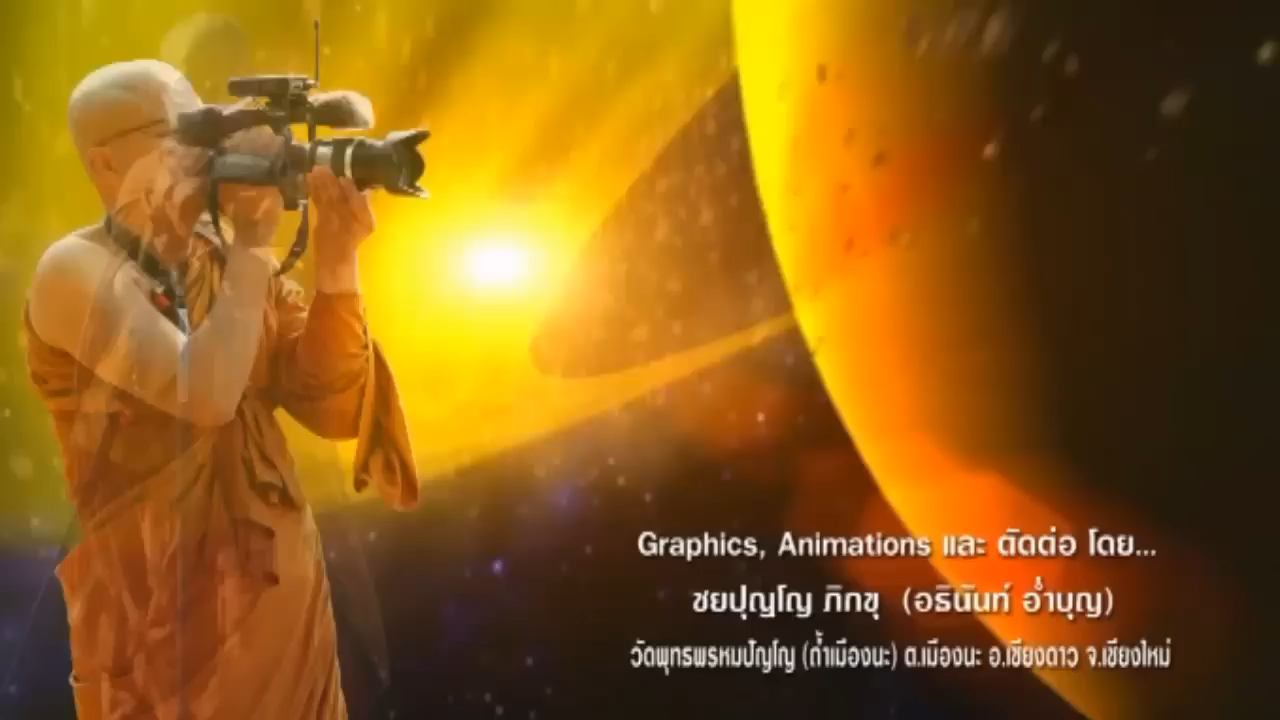 Graphics, Animations และ ตัดต่อ โดย...
ชยปุญโญ ภิกขุ (อธินันท์ อ่ำบุญ)
วัดพุทธพรหมปัญโญ (ถ้ำเมืองนะ) ต.เมืองนะ อ.เชียงดาว จ.เชียงใหม่